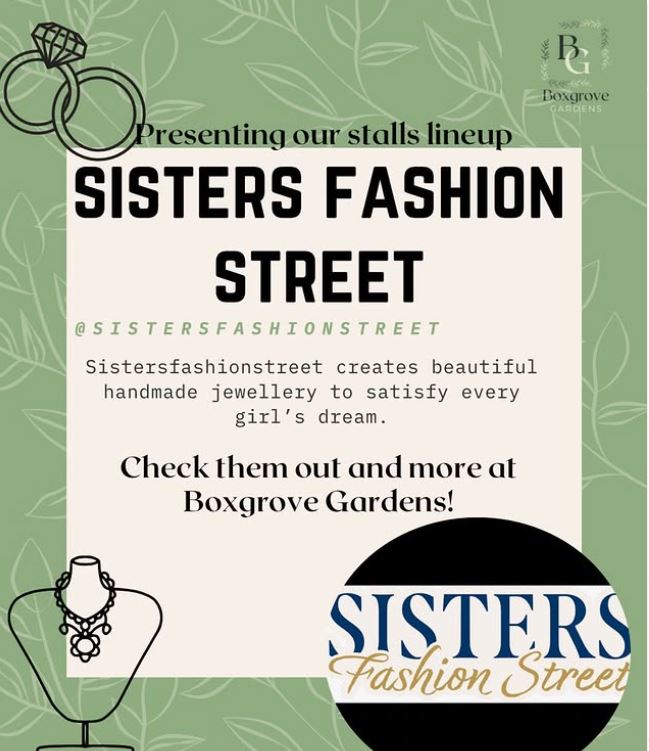 BG
Boxgrove
GARDENS
Presenting our stalls lineup
SISTERS FASHION
STREET
@SISTERSFASHIONSTREET
Sistersfashionstreet creates beautiful
handmade jewellery to satisfy every
girl’s dream.
Check them out and more at
Boxgrove Gardens!
SISTERS
Fashion Street